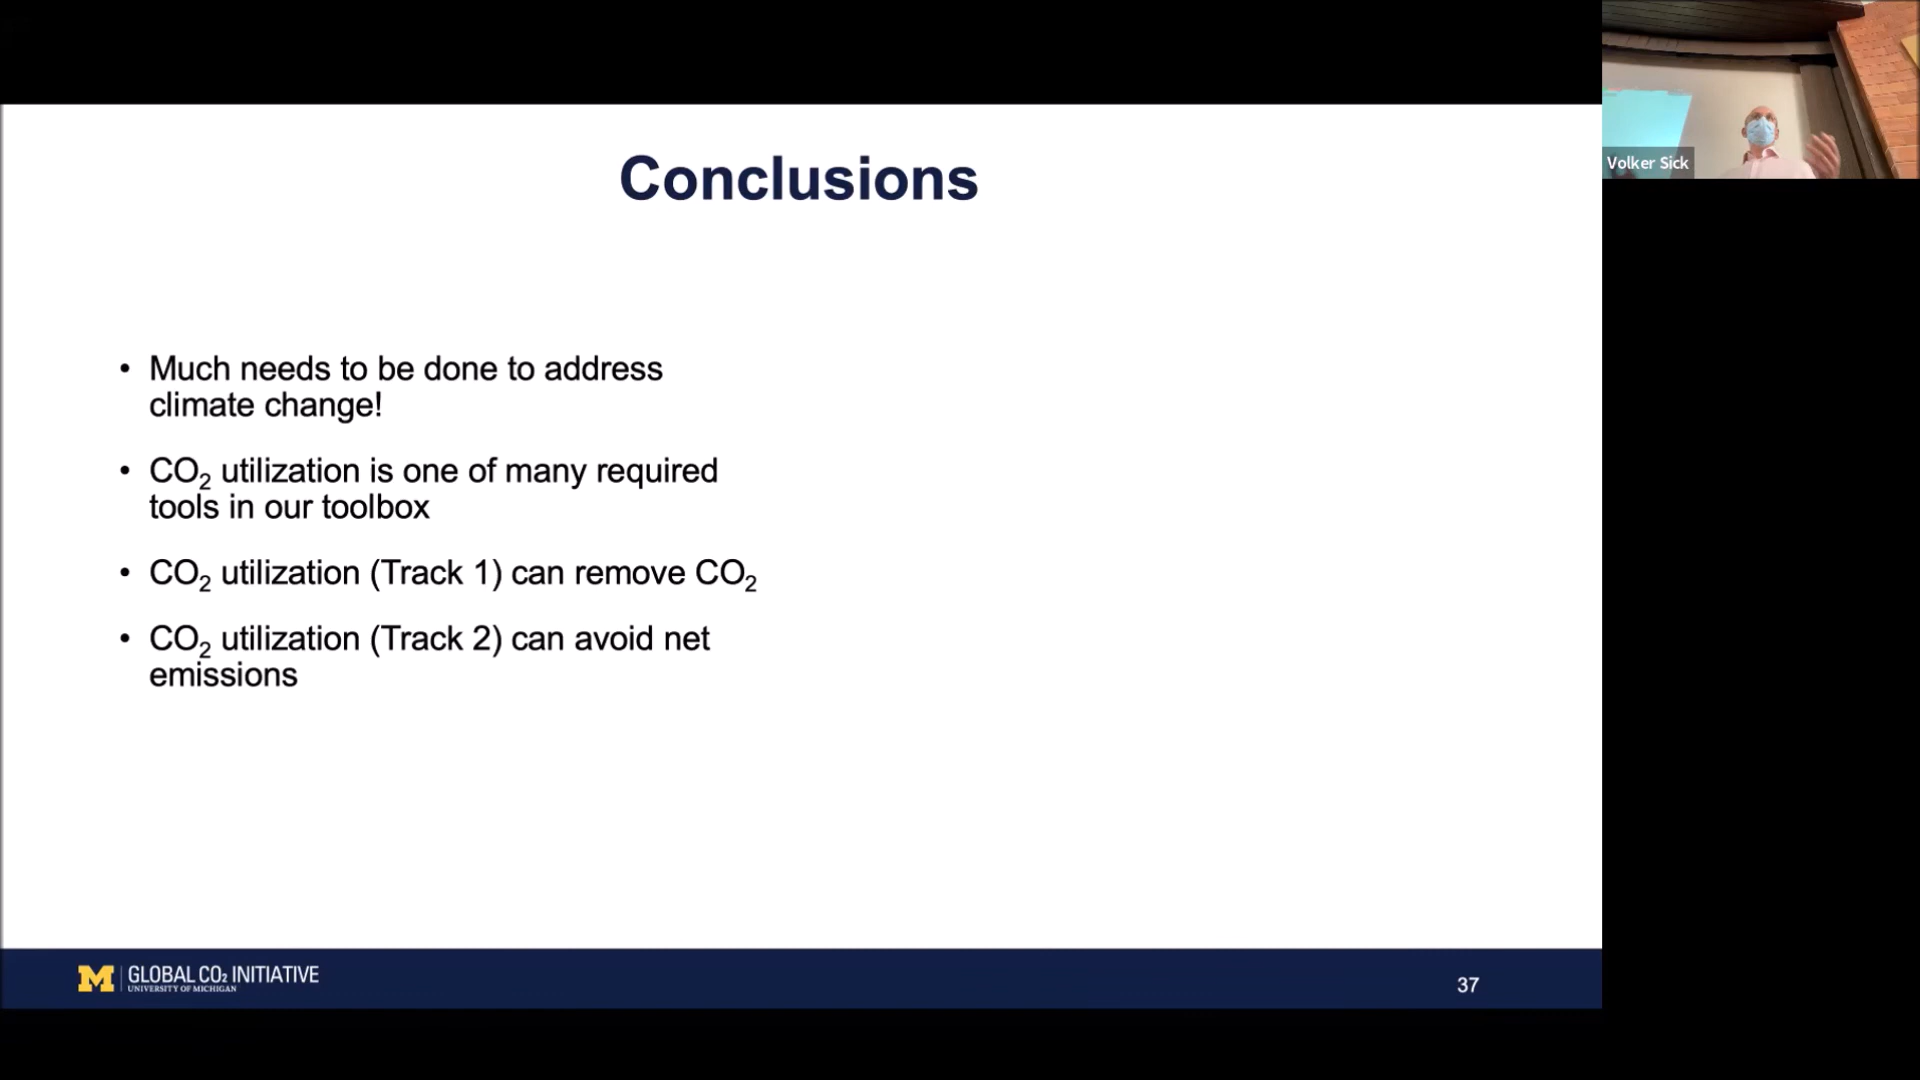 Conclusions
• Much needs to be done to address
climate change!
• CO₂ utilization is one of many required
tools in our toolbox
• CO₂ utilization (Track 1) can remove CO₂
• CO₂ utilization (Track 2) can avoid net
emissions
M | GLOBAL CO₂ INITIATIVE
UNIVERSITY OF MICHIGAN
37
Volker Sick